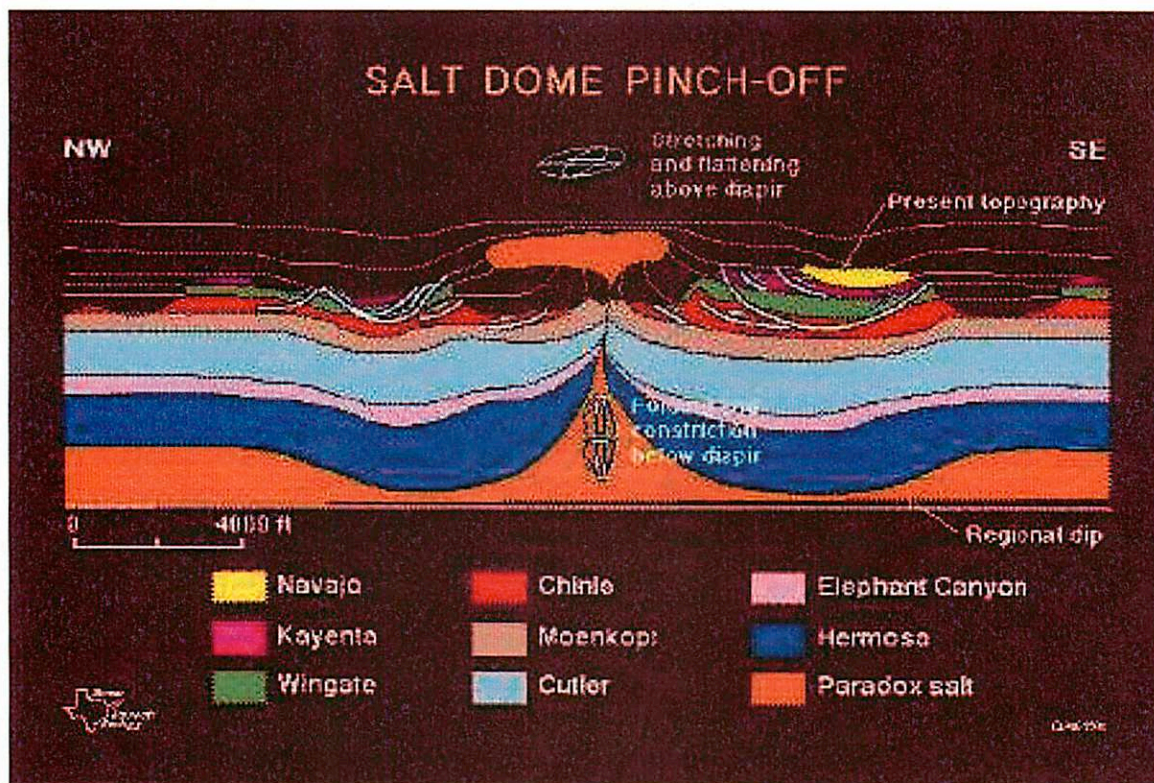 SALT DOME PINCH-OFF
NW
SE
Stretching
and flattening
above diapir
Present topography
constriction
below diapir
0 4000 ft
Regional dip
Navajo
Chinle
Elephant Canyon
Kayenta
Moenkopi
Hermosa
Wingate
Cutler
Paradox salt